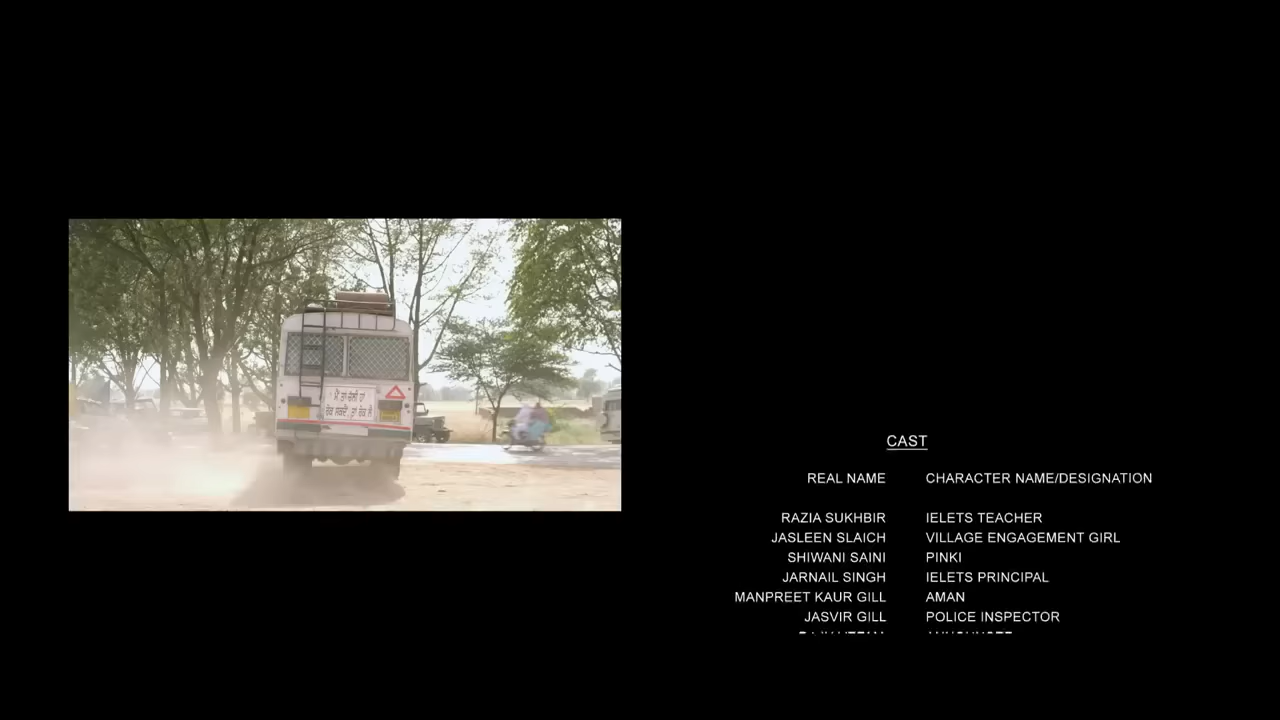 ਮੈਂ ਤਾਂ ਚੱਲੀ ਹਾਂ
ਦੇਖ ਸਕਦੈਂ ਤਾਂ ਦੇਖ ਲੈ
CAST
REAL NAME CHARACTER NAME/DESIGNATION
RAZIA SUKHBIR IELETS TEACHER
JASLEEN SLAICH VILLAGE ENGAGEMENT GIRL
SHIWANI SAINI PINKI
JARNAIL SINGH IELETS PRINCIPAL
MANPREET KAUR GILL AMAN
JASVIR GILL POLICE INSPECTOR